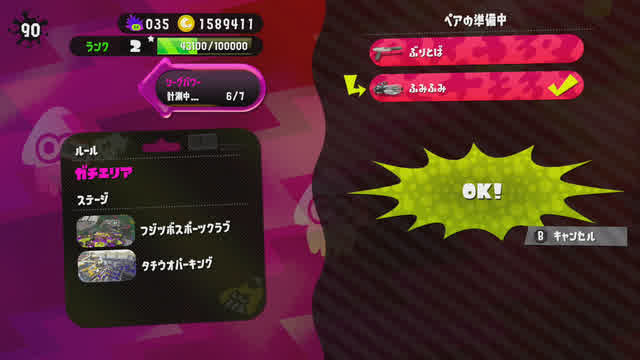 90
035
1589411
ランク 2 43100/100000
リーグパワー
計測中... 6/7
ルール
ガチエリア
ステージ
フジツボスポーツクラブ
タチウオパーキング
ペアの準備中
ぷりとぱ
ふみふみ
OK!
B キャンセル